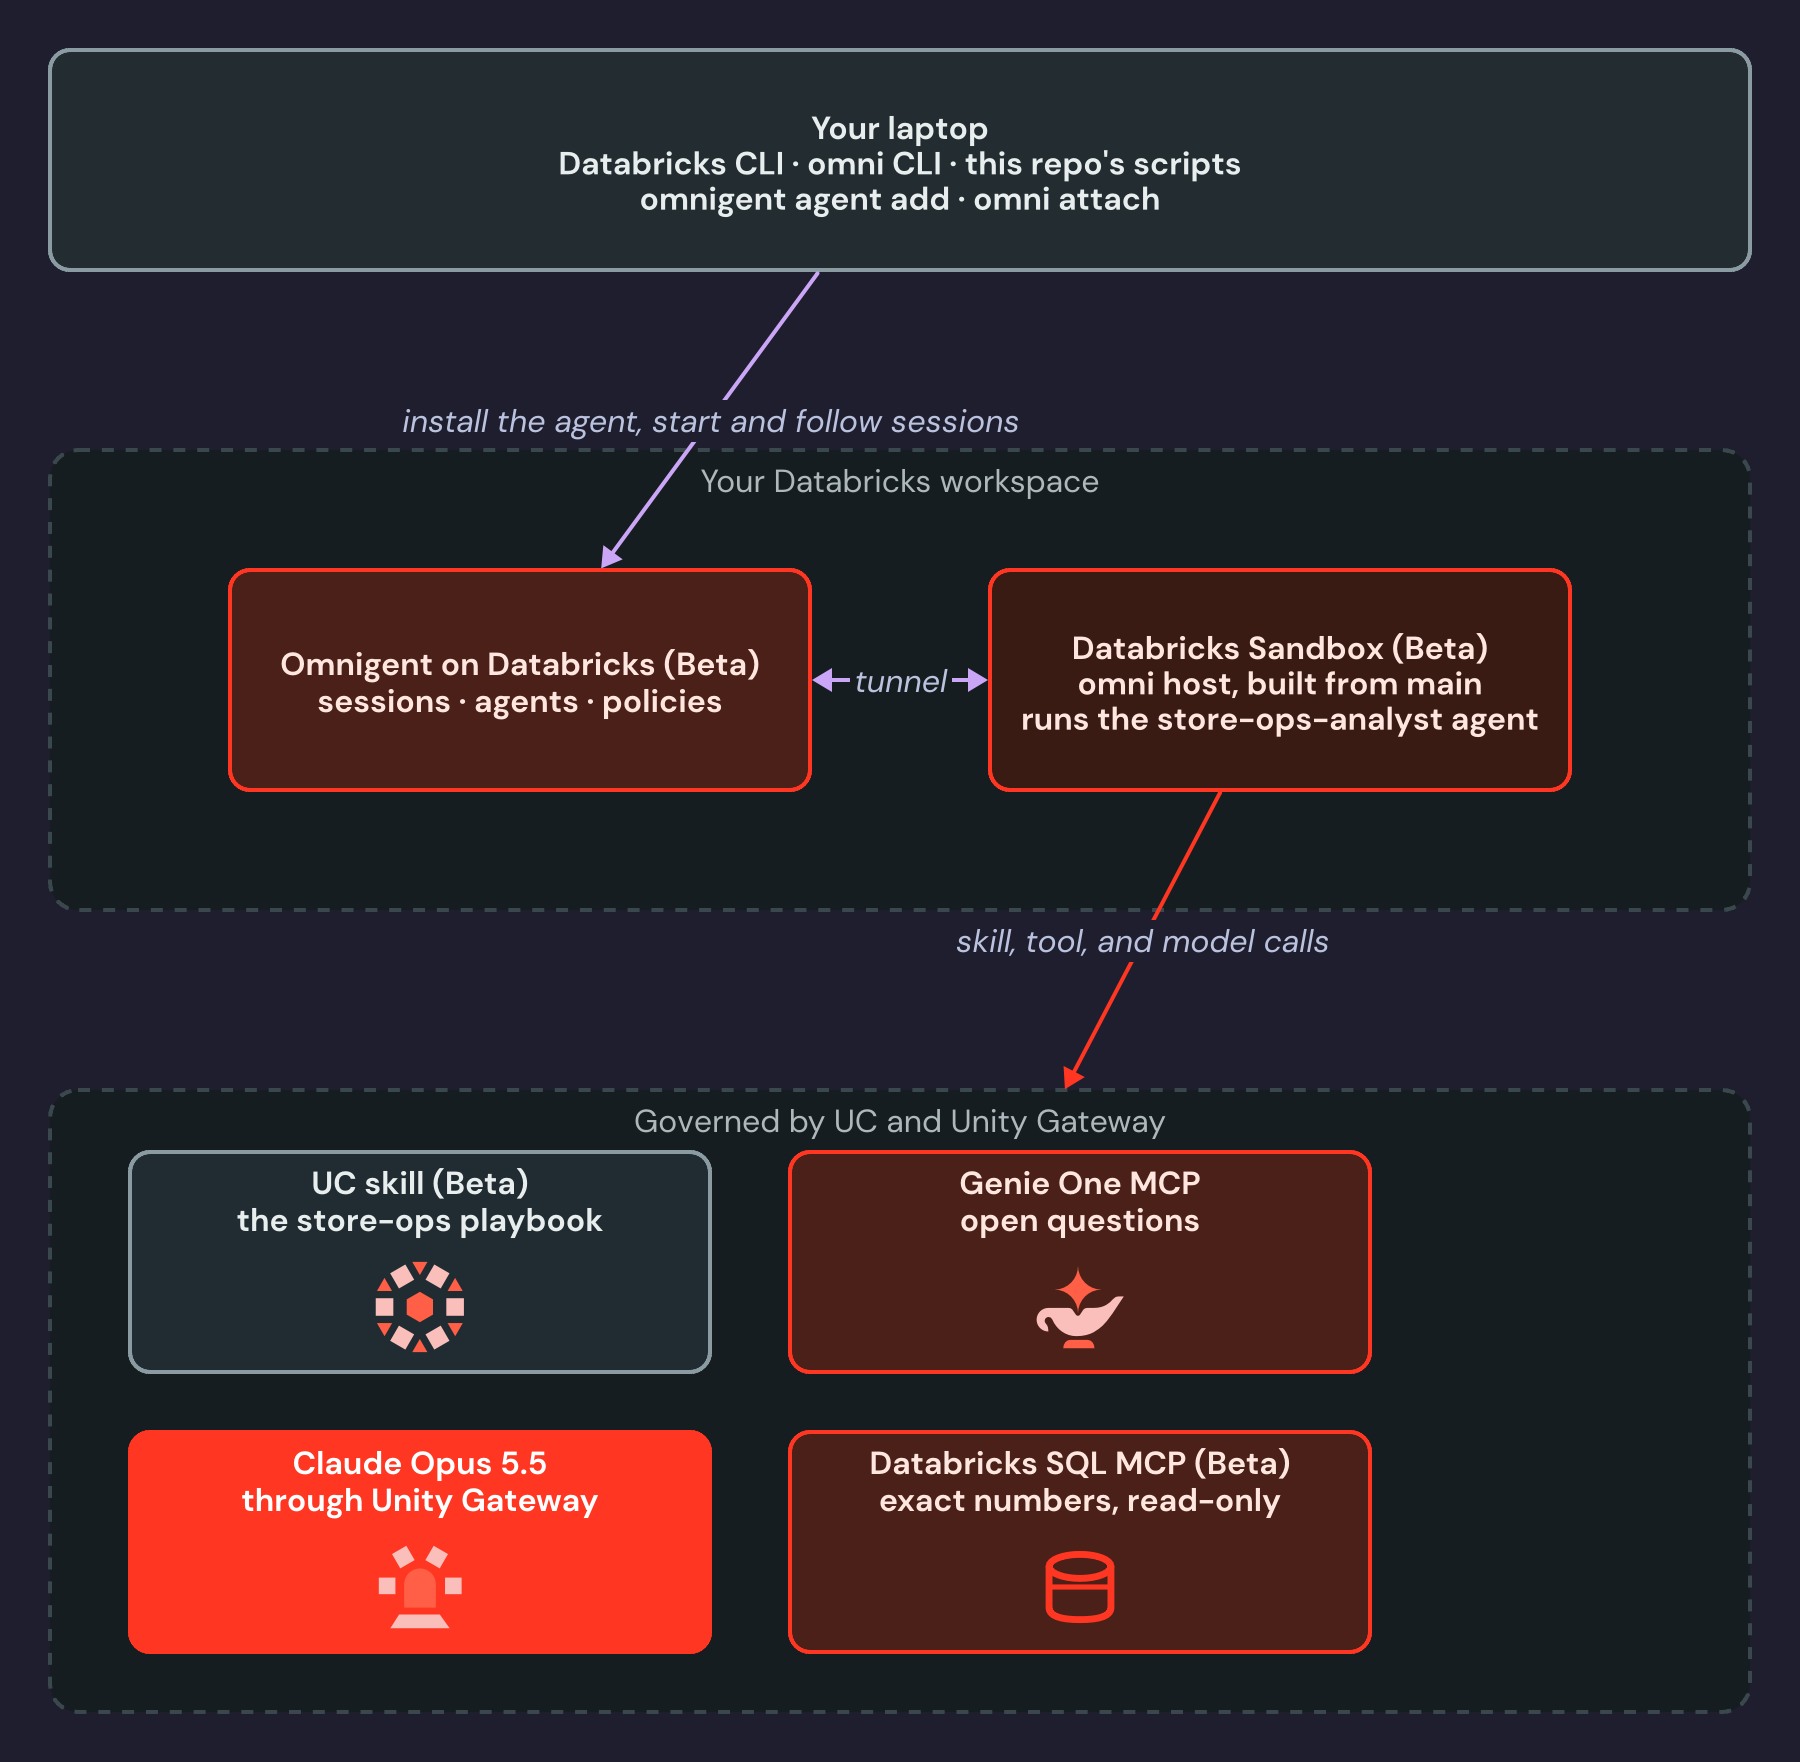 Your laptop
Databricks CLI · omni CLI · this repo's scripts
omnigent agent add · omni attach
install the agent, start and follow sessions
Your Databricks workspace
Omnigent on Databricks (Beta)
sessions · agents · policies
tunnel
Databricks Sandbox (Beta)
omni host, built from main
runs the store-ops-analyst agent
skill, tool, and model calls
Governed by UC and Unity Gateway
UC skill (Beta)
the store-ops playbook
Genie One MCP
open questions
Claude Opus 5.5
through Unity Gateway
Databricks SQL MCP (Beta)
exact numbers, read-only